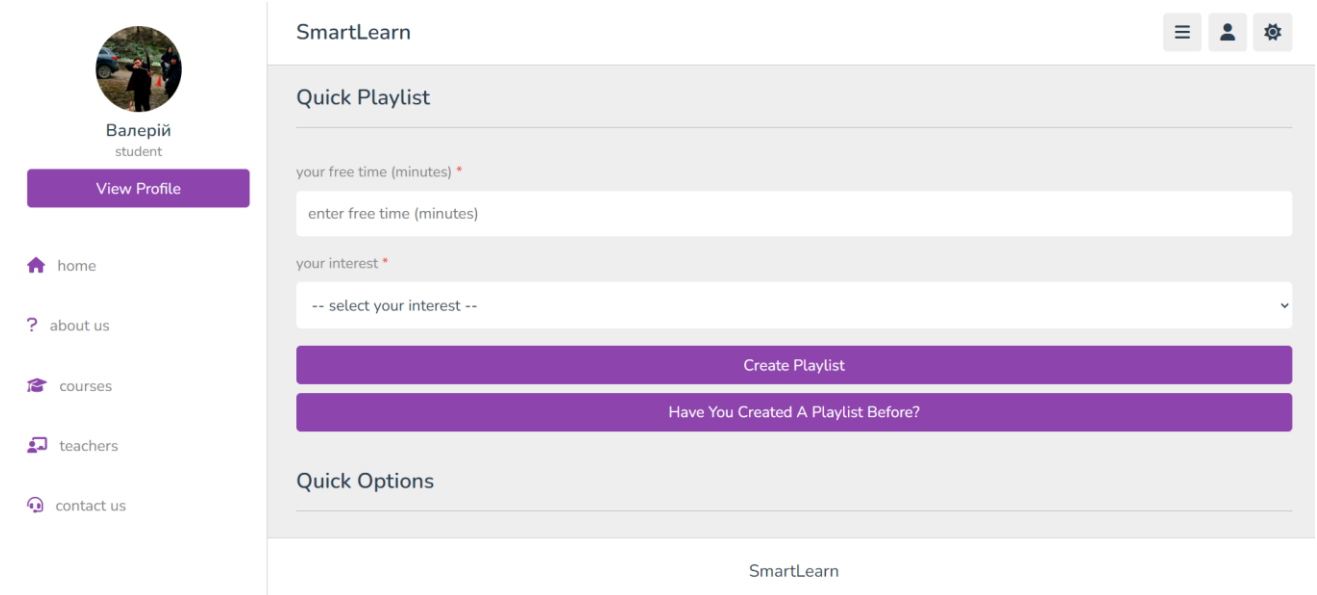 Валерій
student
View Profile
home
? about us
courses
teachers
contact us
SmartLearn
Quick Playlist
your free time (minutes) *
enter free time (minutes)
your interest *
-- select your interest --
Create Playlist
Have You Created A Playlist Before?
Quick Options
SmartLearn